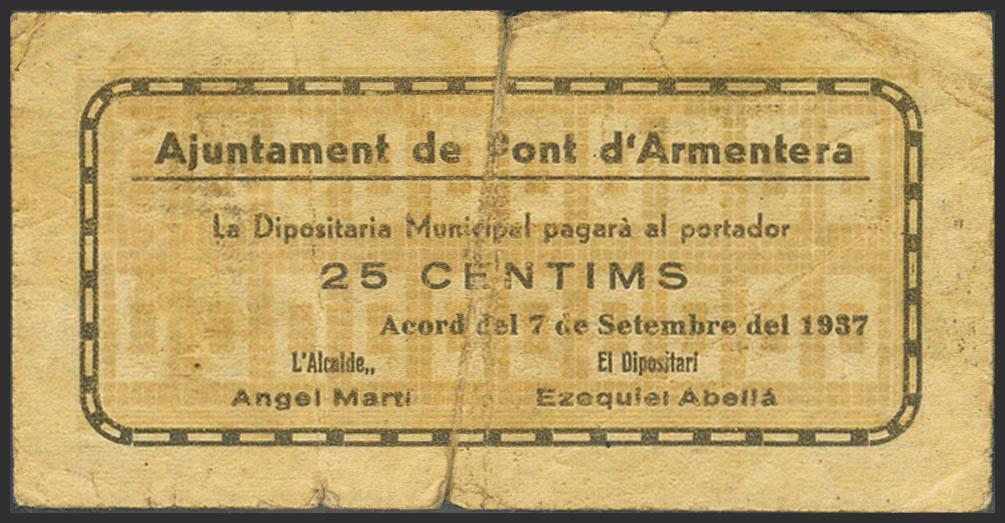 Ajuntament de Pont d'Armentera
La Dipositaria Municipal pagarà al portador
25 CENTIMS
Acord del 7 de Setembre del 1937
L'Alcalde,,
El Dipositari
Angel Martí
Ezequiel Abellá